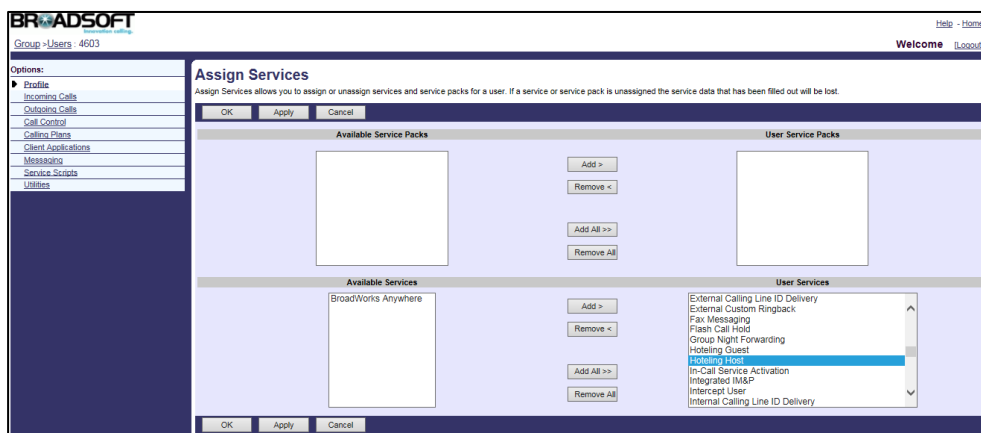 BROADSOFT
innovation calling.
Help - Home
Group >Users : 4603
Welcome [Logout
Options:
Profile
Incoming Calls
Outgoing Calls
Call Control
Calling Plans
Client Applications
Messaging
Service Scripts
Utilities
Assign Services
Assign Services allows you to assign or unassign services and service packs for a user. If a service or service pack is unassigned the service data that has been filled out will be lost.
OK Apply Cancel
Available Service Packs
User Service Packs
Add >
Remove <
Add All >>
Remove All
Available Services
User Services
BroadWorks Anywhere
Add >
Remove <
Add All >>
Remove All
External Calling Line ID Delivery
External Custom Ringback
Fax Messaging
Flash Call Hold
Group Night Forwarding
Hoteling Guest
Hoteling Host
In-Call Service Activation
Integrated IM&P
Intercept User
Internal Calling Line ID Delivery
OK Apply Cancel